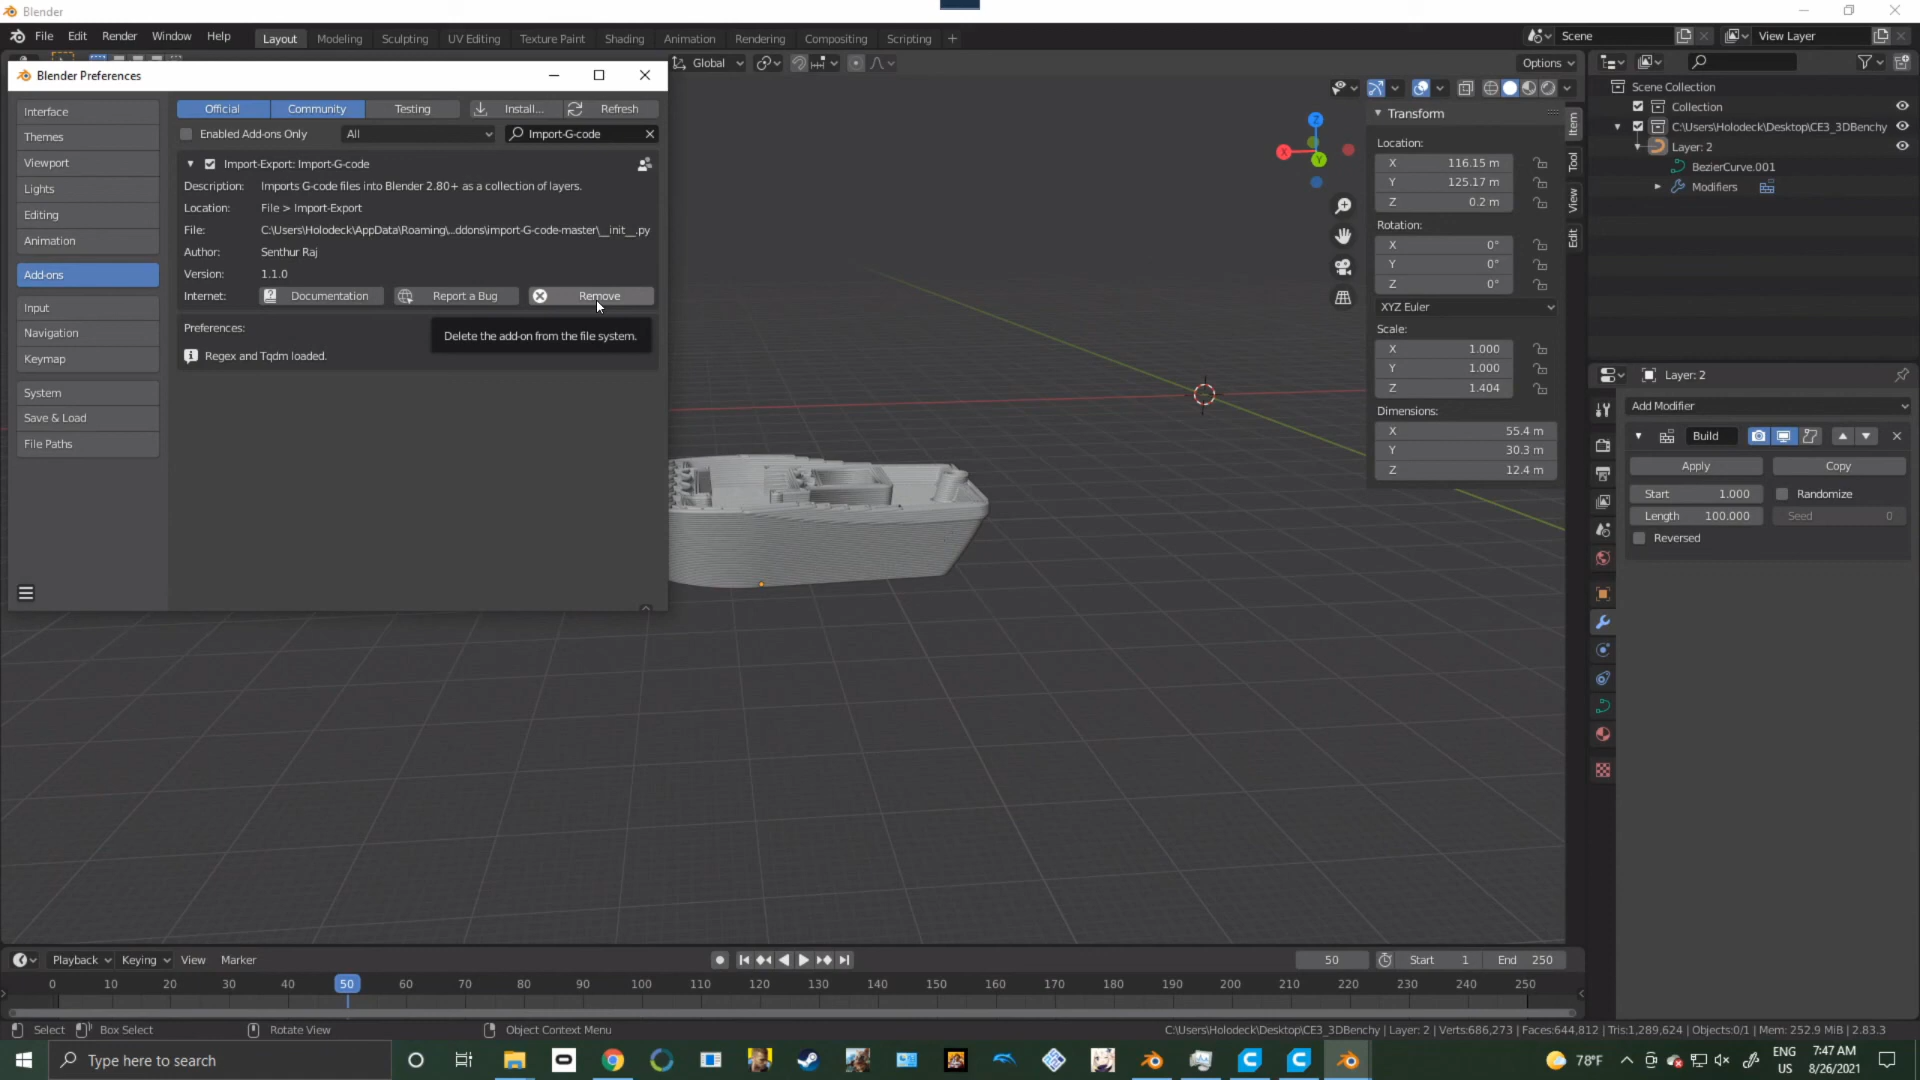 Blender
File Edit Render Window Help Layout Modeling Sculpting UV Editing Texture Paint Shading Animation Rendering Compositing Scripting + Scene View Layer
Global Options
Blender Preferences
Interface
Themes
Viewport
Lights
Editing
Animation
Add-ons
Input
Navigation
Keymap
System
Save & Load
File Paths
Official Community Testing Install... Refresh
Enabled Add-ons Only All Import-G-code
Import-Export: Import-G-code
Description: Imports G-code files into Blender 2.80+ as a collection of layers.
Location: File > Import-Export
File: C:\Users\Holodeck\AppData\Roaming\...ddons\import-G-code-master\__init__.py
Author: Senthur Raj
Version: 1.1.0
Internet: Documentation Report a Bug Remove
Preferences:
Delete the add-on from the file system.
Regex and Tqdm loaded.
Z
X
Y
Transform
Location:
X 116.15 m
Y 125.17 m
Z 0.2 m
Rotation:
X 0°
Y 0°
Z 0°
XYZ Euler
Scale:
X 1.000
Y 1.000
Z 1.404
Dimensions:
X 55.4 m
Y 30.3 m
Z 12.4 m
Item
Tool
View
Edit
Scene Collection
Collection
C:\Users\Holodeck\Desktop\CE3_3DBenchy
Layer: 2
BezierCurve.001
Modifiers
Layer: 2
Add Modifier
Build
Apply Copy
Start 1.000 Randomize
Length 100.000 Seed 0
Reversed
Playback Keying View Marker 50 Start 1 End 250
0 10 20 30 40 50 60 70 80 90 100 110 120 130 140 150 160 170 180 190 200 210 220 230 240 250
Select Box Select Rotate View Object Context Menu C:\Users\Holodeck\Desktop\CE3_3DBenchy | Layer: 2 | Verts:686,273 | Faces:644,812 | Tris:1,289,624 | Objects:0/1 | Mem: 252.9 MiB | 2.83.3
Type here to search 78°F ENG US 7:47 AM 8/26/2021